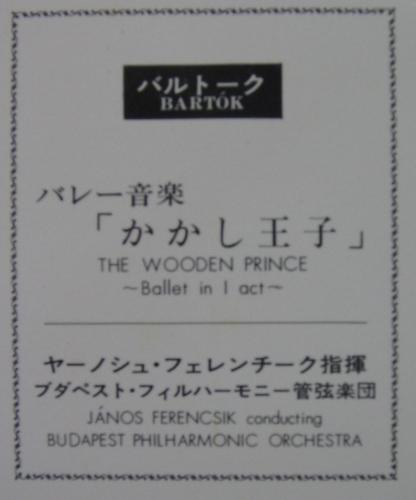 バルトーク
BARTÓK
バレー音楽
「かかし王子」
THE WOODEN PRINCE
~Ballet in 1 act~
ヤーノシュ・フェレンチーク指揮
ブダペスト・フィルハーモニー管弦楽団
JÁNOS FERENCSIK conducting
BUDAPEST PHILHARMONIC ORCHESTRA